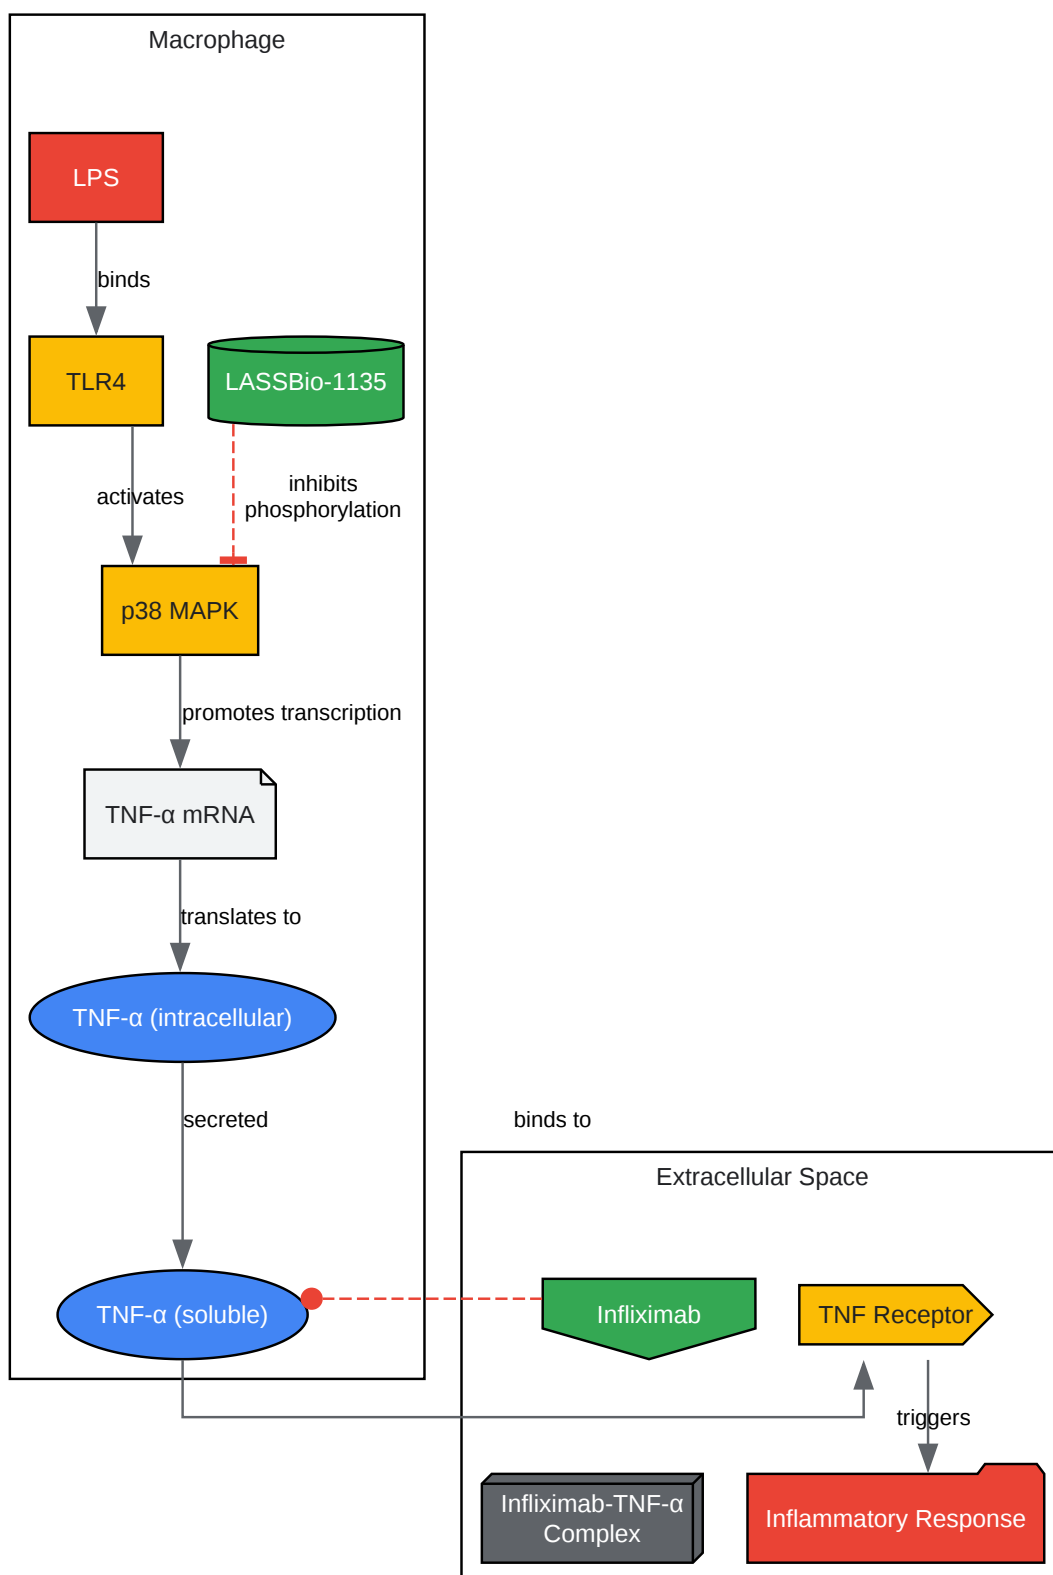 Macrophage
LPS
binds
TLR4
LASSBio-1135
activates
inhibits
phosphorylation
p38 MAPK
promotes transcription
TNF-α mRNA
translates to
TNF-α (intracellular)
secreted
binds to
Extracellular Space
TNF-α (soluble)
Infliximab
TNF Receptor
triggers
Infliximab-TNF-α
Complex
Inflammatory Response